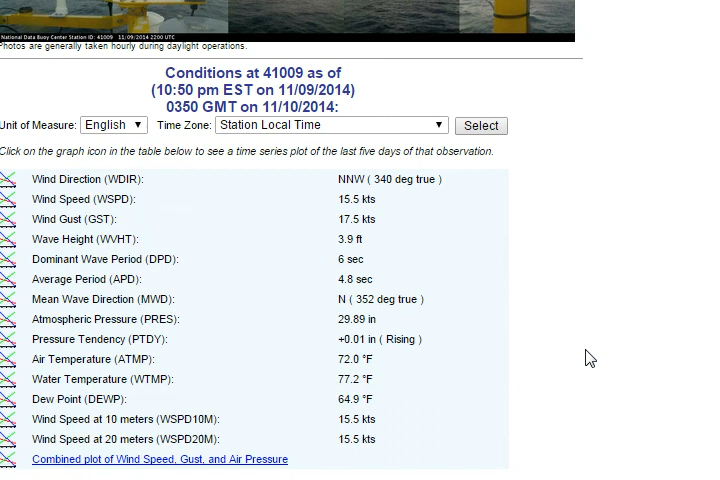 National Data Buoy Center Station ID: 41009 11/09/2014 2200 UTC
Photos are generally taken hourly during daylight operations.
Conditions at 41009 as of
(10:50 pm EST on 11/09/2014)
0350 GMT on 11/10/2014:
Unit of Measure: English Time Zone: Station Local Time Select
Click on the graph icon in the table below to see a time series plot of the last five days of that observation.
Wind Direction (WDIR): NNW ( 340 deg true )
Wind Speed (WSPD): 15.5 kts
Wind Gust (GST): 17.5 kts
Wave Height (WVHT): 3.9 ft
Dominant Wave Period (DPD): 6 sec
Average Period (APD): 4.8 sec
Mean Wave Direction (MWD): N ( 352 deg true )
Atmospheric Pressure (PRES): 29.89 in
Pressure Tendency (PTDY): +0.01 in ( Rising )
Air Temperature (ATMP): 72.0 °F
Water Temperature (WTMP): 77.2 °F
Dew Point (DEWP): 64.9 °F
Wind Speed at 10 meters (WSPD10M): 15.5 kts
Wind Speed at 20 meters (WSPD20M): 15.5 kts
Combined plot of Wind Speed, Gust, and Air Pressure